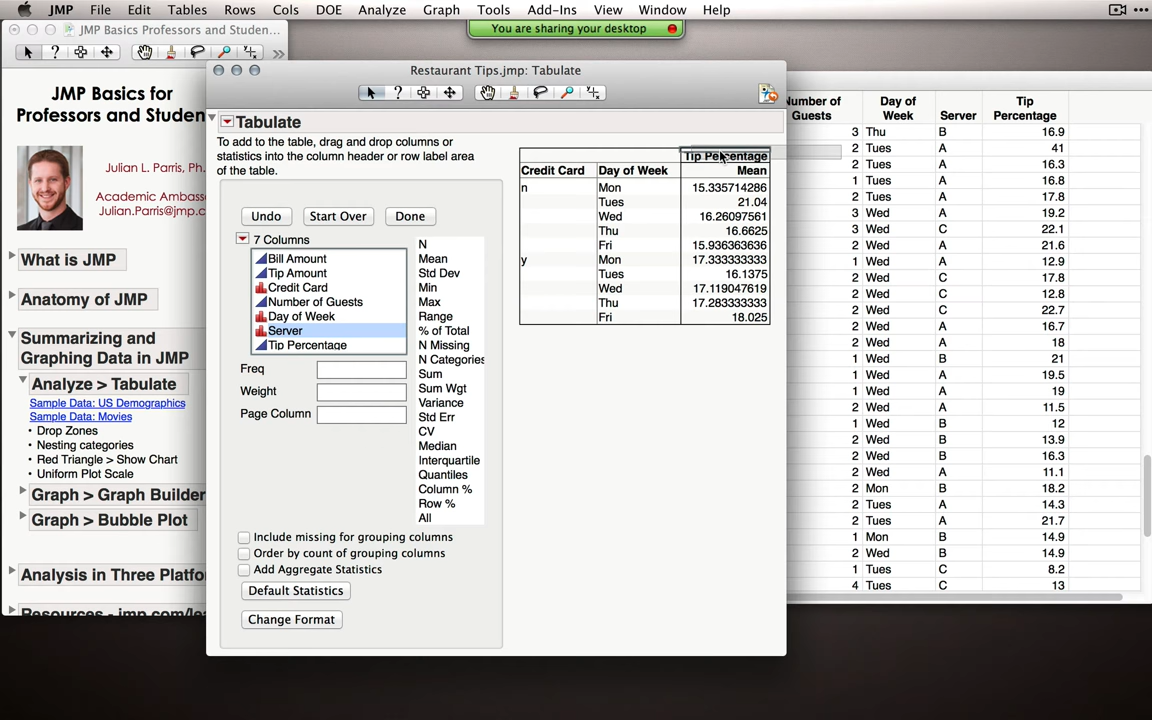 JMP File Edit Tables Rows Cols DOE Analyze Graph Tools Add-Ins View Window Help
You are sharing your desktop
JMP Basics Professors and Studen...
JMP Basics for
Professors and Studen
Julian L. Parris, Ph.
Academic Ambass
Julian.Parris@jmp.c
What is JMP
Anatomy of JMP
Summarizing and
Graphing Data in JMP
Analyze > Tabulate
Sample Data: US Demographics
Sample Data: Movies
• Drop Zones
• Nesting categories
• Red Triangle > Show Chart
• Uniform Plot Scale
Graph > Graph Builder
Graph > Bubble Plot
Analysis in Three Platfo
Resources - jmp.com/lea
Restaurant Tips.jmp: Tabulate
Tabulate
To add to the table, drag and drop columns or
statistics into the column header or row label area
of the table.
Undo Start Over Done
7 Columns
Bill Amount
Tip Amount
Credit Card
Number of Guests
Day of Week
Server
Tip Percentage
Freq
Weight
Page Column
N
Mean
Std Dev
Min
Max
Range
% of Total
N Missing
N Categories
Sum
Sum Wgt
Variance
Std Err
CV
Median
Interquartile
Quantiles
Column %
Row %
All
Include missing for grouping columns
Order by count of grouping columns
Add Aggregate Statistics
Default Statistics
Change Format
Tip Percentage
Credit Card Day of Week Mean
n Mon 15.335714286
Tues 21.04
Wed 16.26097561
Thu 16.6625
Fri 15.936363636
y Mon 17.333333333
Tues 16.1375
Wed 17.119047619
Thu 17.283333333
Fri 18.025
Number of Day of Tip
Guests Week Server Percentage
3 Thu B 16.9
2 Tues A 41
2 Tues A 16.3
1 Tues A 16.8
2 Tues A 17.8
3 Wed A 19.2
3 Wed C 22.1
2 Wed A 21.6
1 Wed A 12.9
2 Wed C 17.8
2 Wed C 12.8
2 Wed C 22.7
2 Wed A 16.7
2 Wed A 18
1 Wed B 21
1 Wed A 19.5
1 Wed A 19
2 Wed A 11.5
1 Wed B 12
2 Wed B 13.9
2 Wed B 16.3
2 Wed A 11.1
2 Mon B 18.2
2 Tues A 14.3
2 Tues A 21.7
1 Mon B 14.9
2 Wed B 14.9
1 Tues C 8.2
4 Tues C 13